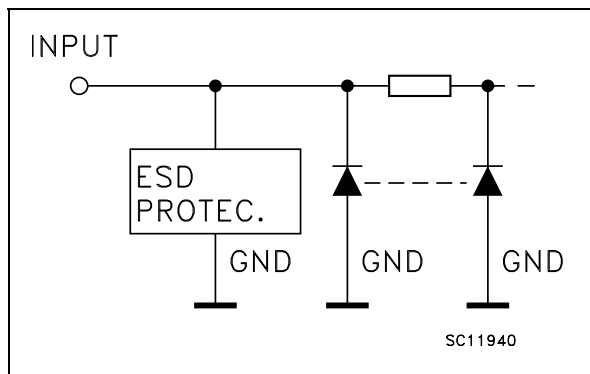 INPUT
ESD
PROTEC.
GND
GND
GND
SC11940